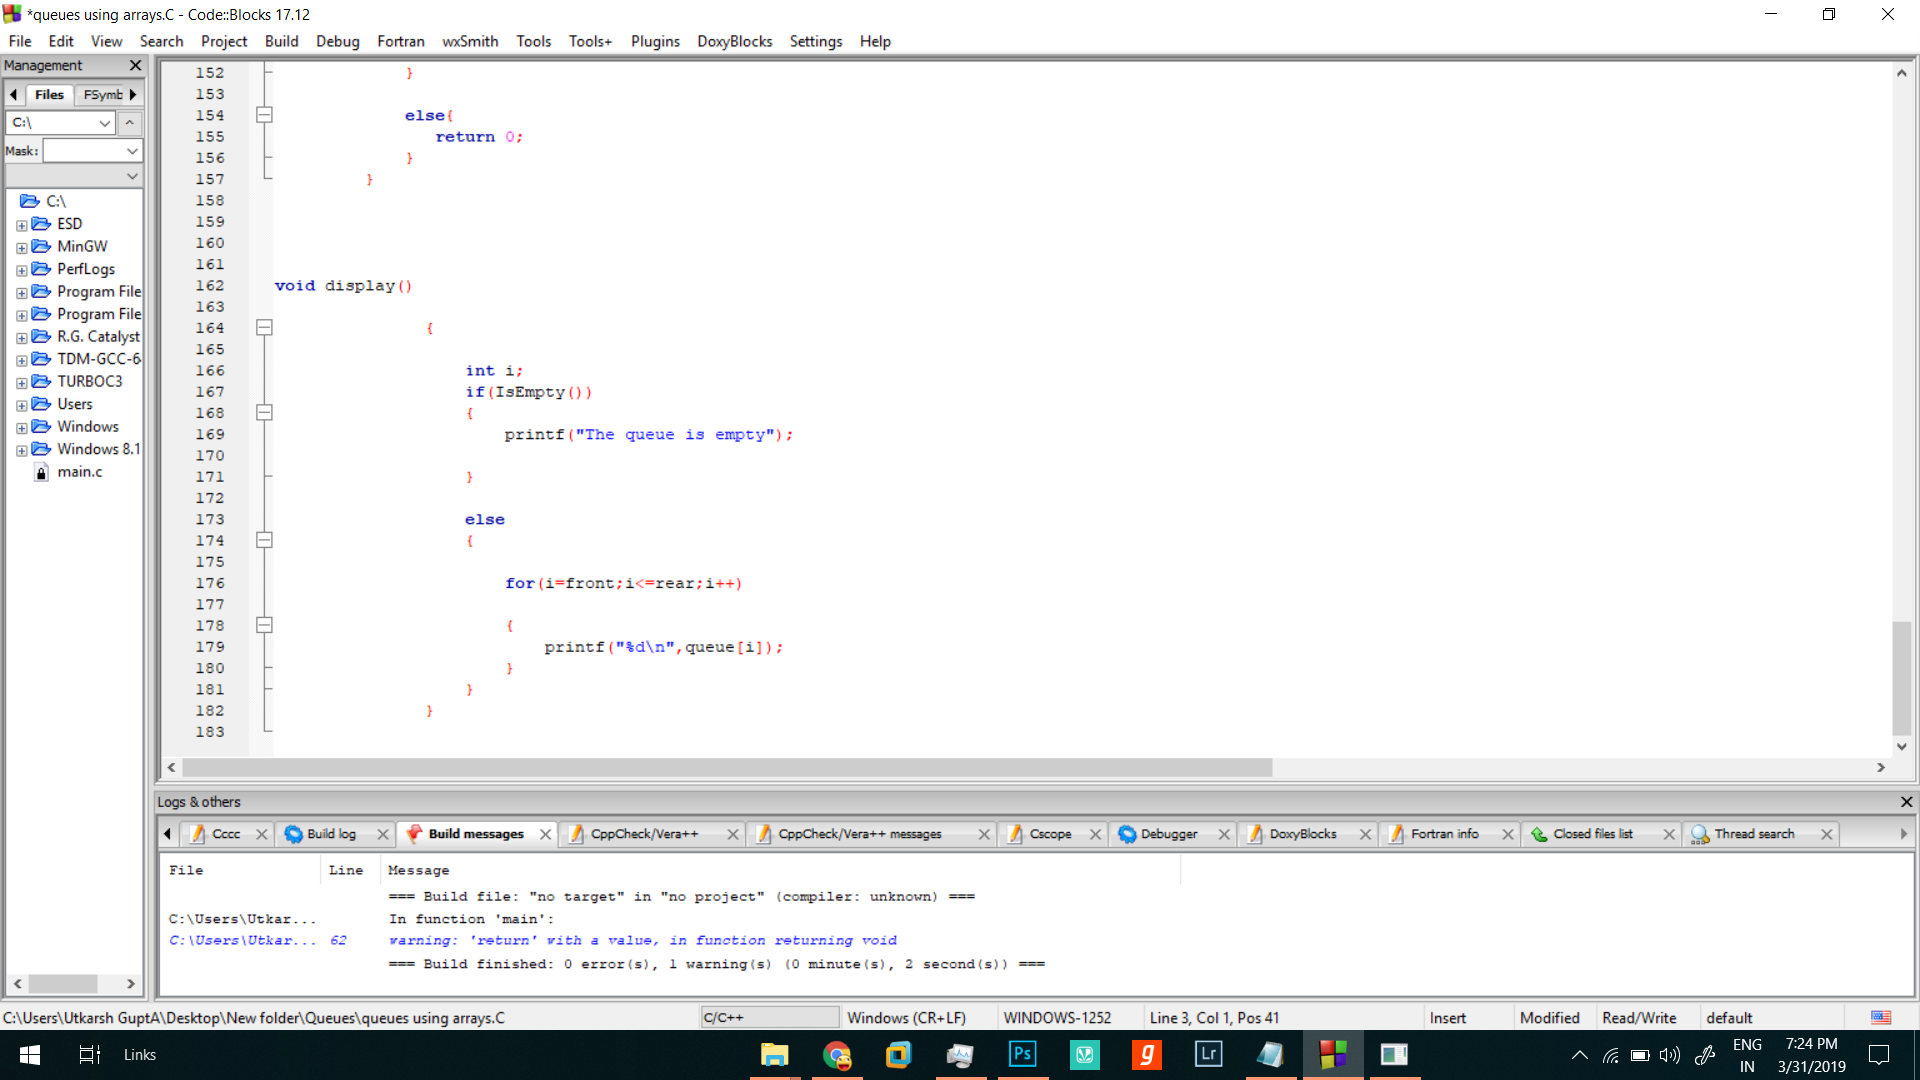 *queues using arrays.C - Code::Blocks 17.12
File Edit View Search Project Build Debug Fortran wxSmith Tools Tools+ Plugins DoxyBlocks Settings Help
Management
Files FSymb
C:\
Mask:
C:\
ESD
MinGW
PerfLogs
Program File
Program File
R.G. Catalyst
TDM-GCC-6
TURBOC3
Users
Windows
Windows 8.1
main.c
152 }
153
154 else{
155 return 0;
156 }
157 }
158
159
160
161
162 void display()
163
164 {
165
166 int i;
167 if(IsEmpty())
168 {
169 printf("The queue is empty");
170
171 }
172
173 else
174 {
175
176 for(i=front;i<=rear;i++)
177
178 {
179 printf("%d\n",queue[i]);
180 }
181 }
182 }
183
Logs & others
Cccc Build log Build messages CppCheck/Vera++ CppCheck/Vera++ messages Cscope Debugger DoxyBlocks Fortran info Closed files list Thread search
File Line Message
=== Build file: "no target" in "no project" (compiler: unknown) ===
C:\Users\Utkar... In function 'main':
C:\Users\Utkar... 62 warning: 'return' with a value, in function returning void
=== Build finished: 0 error(s), 1 warning(s) (0 minute(s), 2 second(s)) ===
C:\Users\Utkarsh GuptA\Desktop\New folder\Queues\queues using arrays.C C/C++ Windows (CR+LF) WINDOWS-1252 Line 3, Col 1, Pos 41 Insert Modified Read/Write default
Links Ps g Lr ENG 7:24 PM
IN 3/31/2019